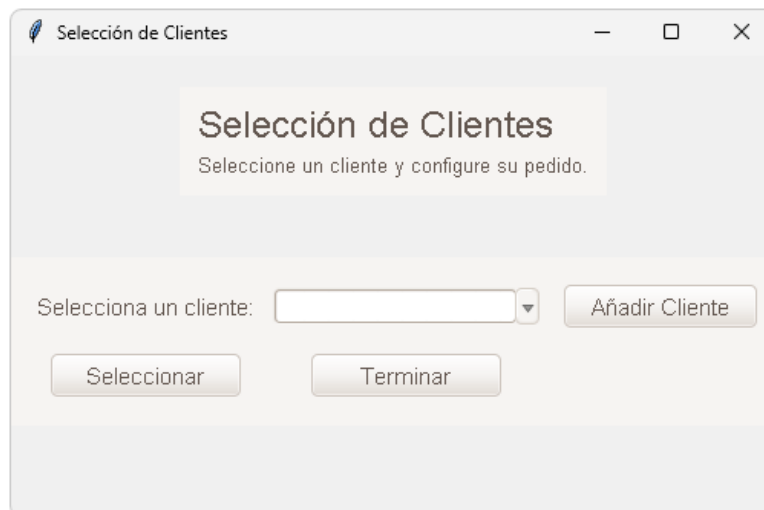 Selección de Clientes
Selección de Clientes
Seleccione un cliente y configure su pedido.
Selecciona un cliente:
Añadir Cliente
Seleccionar
Terminar